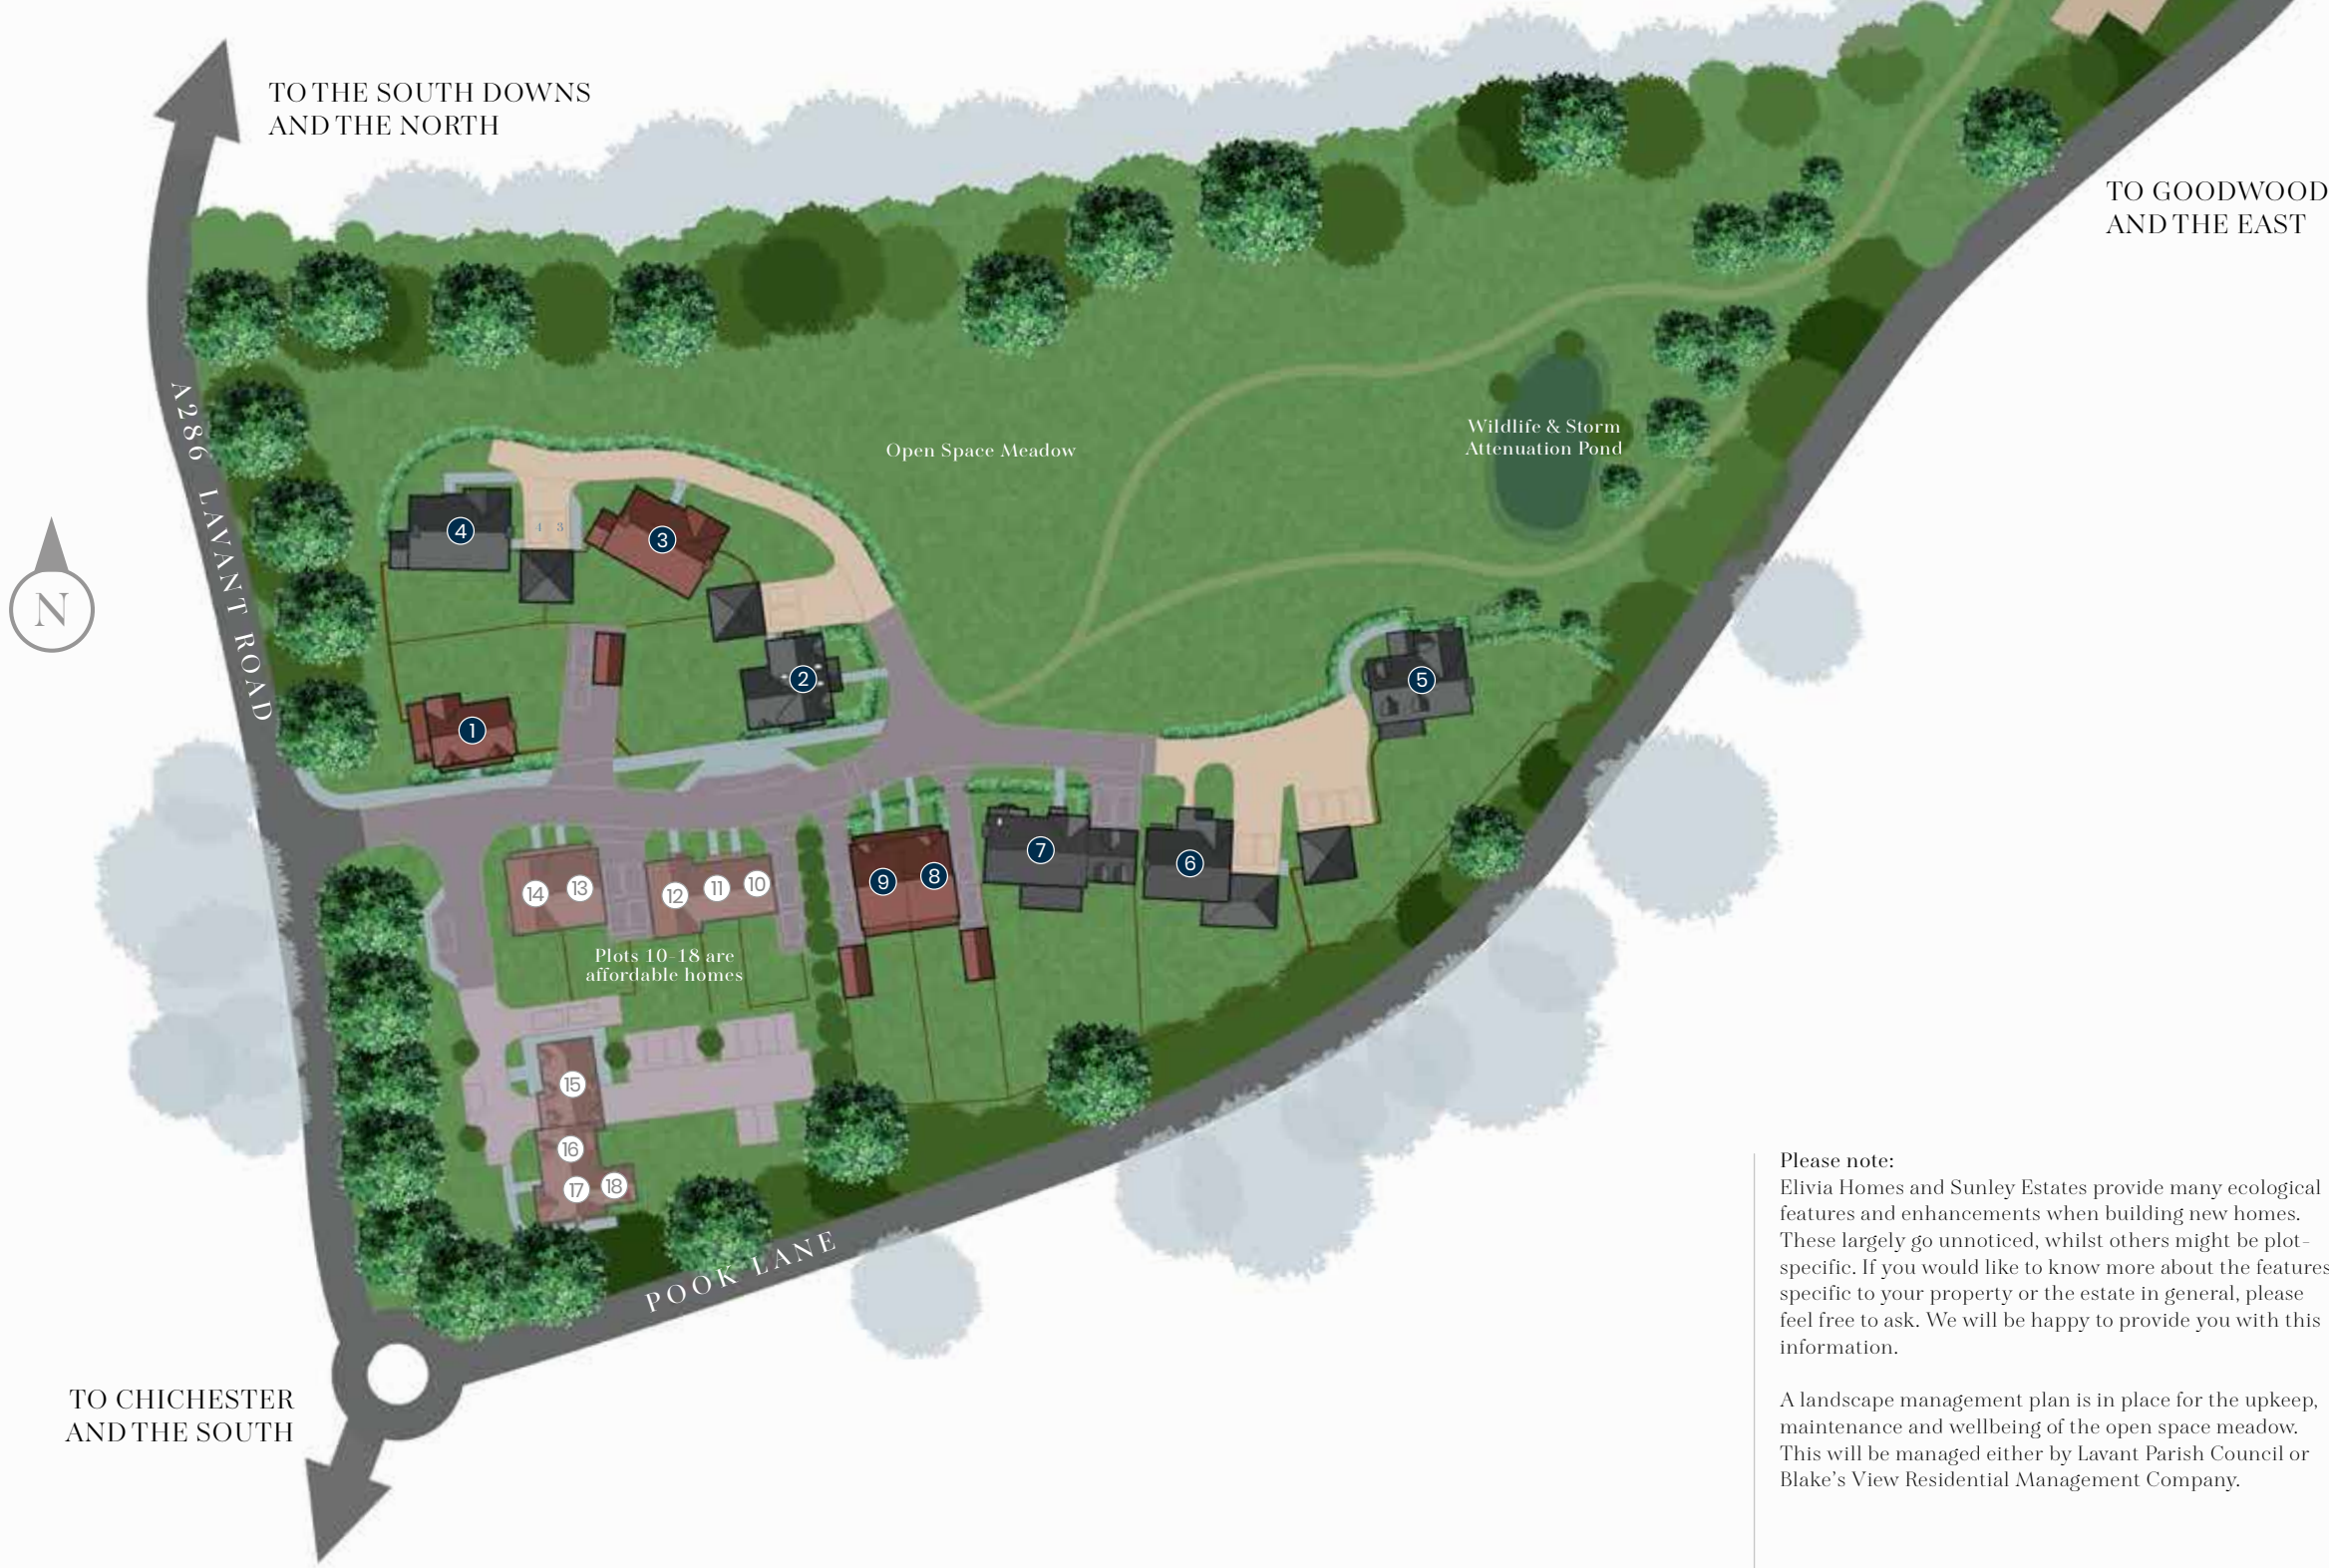 TO THE SOUTH DOWNS
AND THE NORTH
TO GOODWOOD
AND THE EAST
A286 LAVANT ROAD
Open Space Meadow
Wildlife & Storm
Attenuation Pond
N
4
4 3
3
2
5
1
7
6
9
8
14
13
12
11
10
Plots 10-18 are
affordable homes
15
16
17
18
POOK LANE
TO CHICHESTER
AND THE SOUTH
Please note:
Elivia Homes and Sunley Estates provide many ecological
features and enhancements when building new homes.
These largely go unnoticed, whilst others might be plot-
specific. If you would like to know more about the features
specific to your property or the estate in general, please
feel free to ask. We will be happy to provide you with this
information.
A landscape management plan is in place for the upkeep,
maintenance and wellbeing of the open space meadow.
This will be managed either by Lavant Parish Council or
Blake's View Residential Management Company.